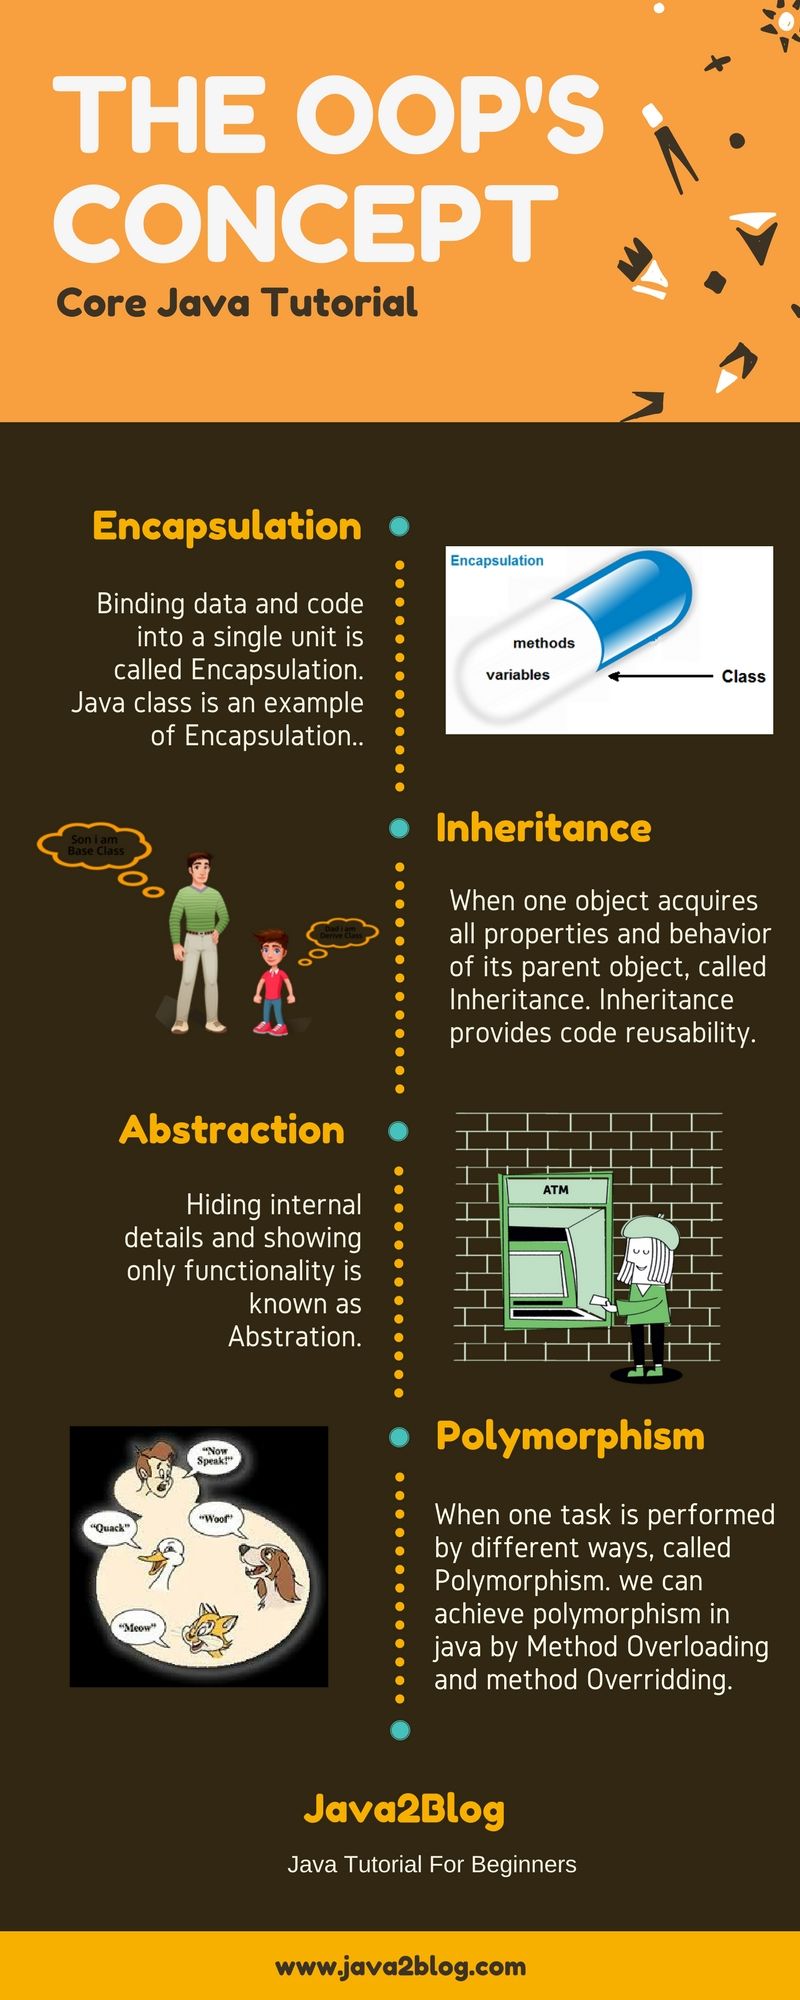 THE OOP'S
CONCEPT
Core Java Tutorial
Encapsulation
Binding data and code
into a single unit is
called Encapsulation.
Java class is an example
of Encapsulation..
Encapsulation
methods
variables
Class
Son i am
Base Class
Dad i am
Derive Class
Inheritance
When one object acquires
all properties and behavior
of its parent object, called
Inheritance. Inheritance
provides code reusability.
Abstraction
Hiding internal
details and showing
only functionality is
known as
Abstration.
ATM
"Now
Speak!"
"Quack"
"Woof"
"Meow"
Polymorphism
When one task is performed
by different ways, called
Polymorphism. we can
achieve polymorphism in
java by Method Overloading
and method Overridding.
Java2Blog
Java Tutorial For Beginners
www.java2blog.com